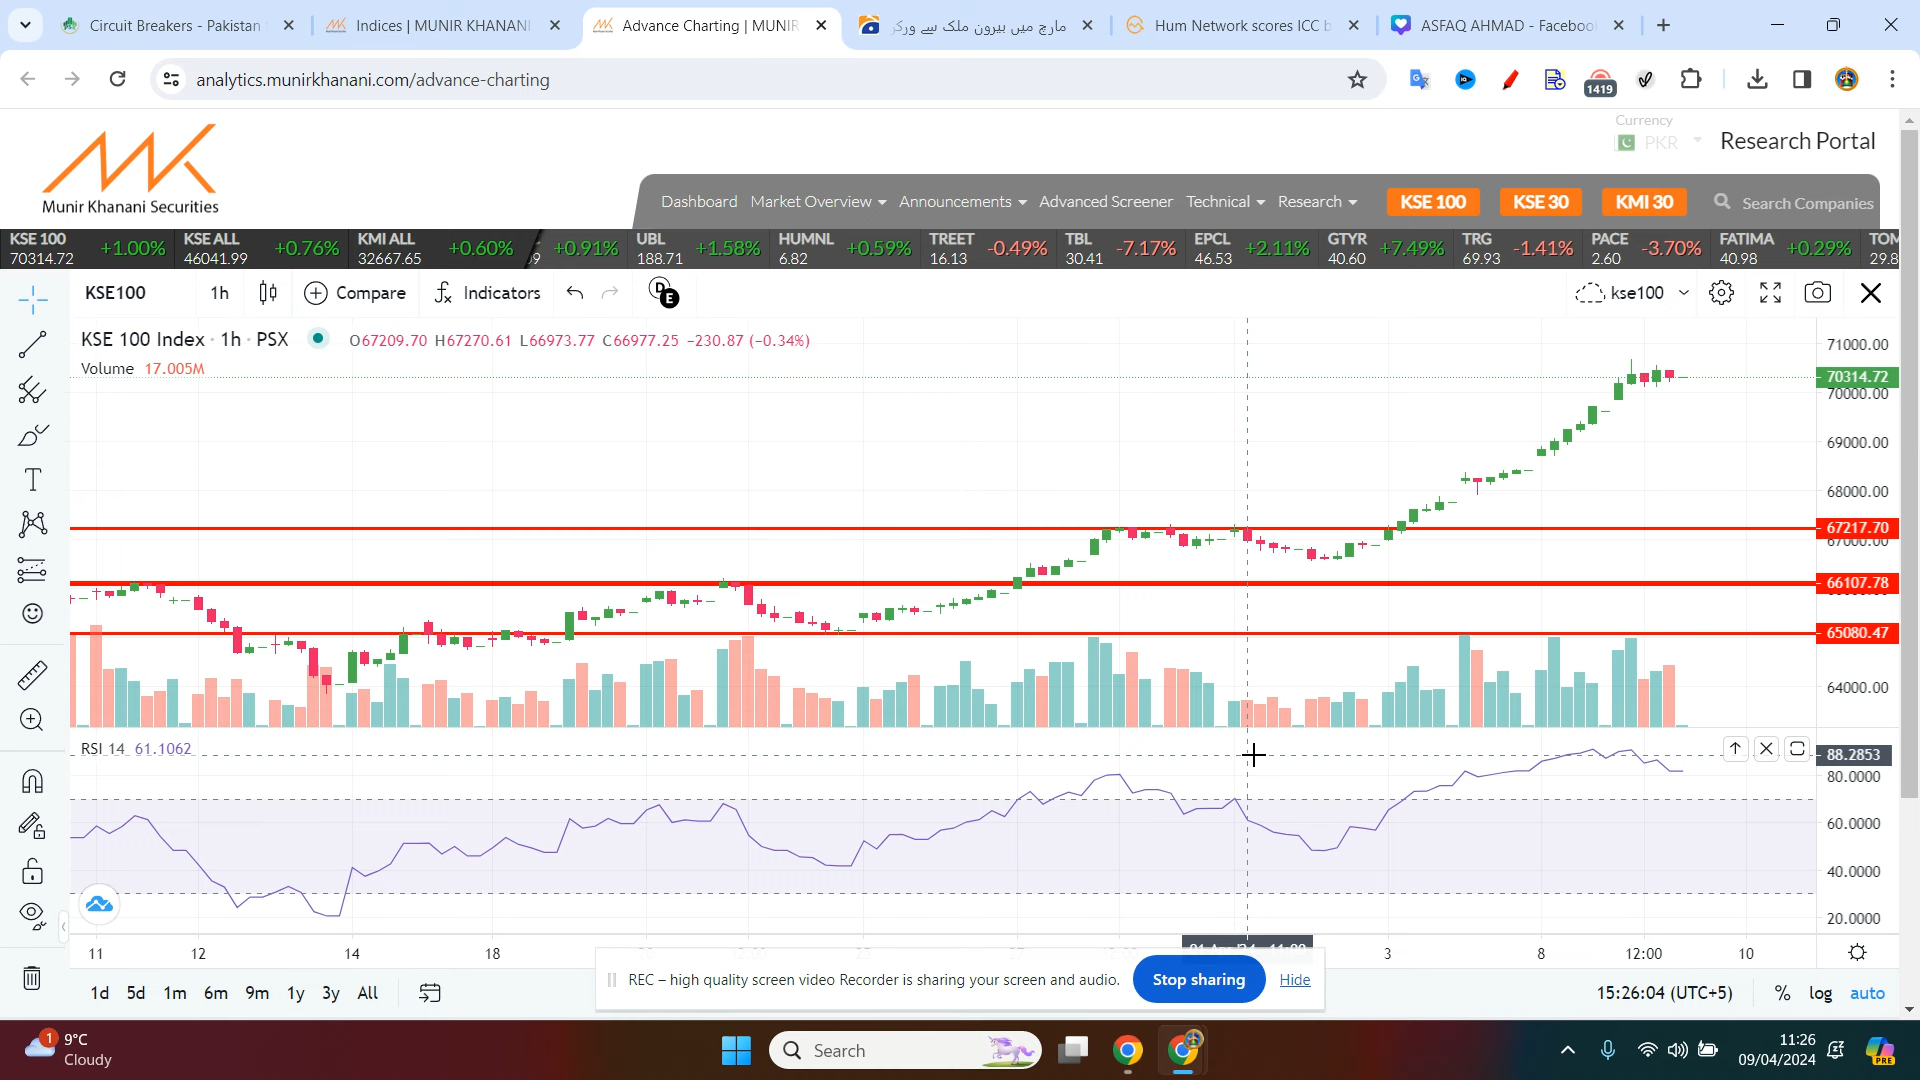 Circuit Breakers - Pakistan
Indices | MUNIR KHANANI
Advance Charting | MUNIR
مارچ میں بیرون ملک سے ورکر
Hum Network scores ICC b
ASFAQ AHMAD - Facebook
analytics.munirkhanani.com/advance-charting
1419
Currency
PKR
Research Portal
Munir Khanani Securities
Dashboard Market Overview Announcements Advanced Screener Technical Research KSE 100 KSE 30 KMI 30 Search Companies
KSE 100 70314.72 +1.00%
KSE ALL 46041.99 +0.76%
KMI ALL 32667.65 +0.60%
9 +0.91%
UBL 188.71 +1.58%
HUMNL 6.82 +0.59%
TREET 16.13 -0.49%
TBL 30.41 -7.17%
EPCL 46.53 +2.11%
GTYR 40.60 +7.49%
TRG 69.93 -1.41%
PACE 2.60 -3.70%
FATIMA 40.98 +0.29%
TOM 29.8
KSE100 1h Compare Indicators D E kse100
KSE 100 Index · 1h · PSX O67209.70 H67270.61 L66973.77 C66977.25 -230.87 (-0.34%)
Volume 17.005M
71000.00
70314.72
70000.00
69000.00
68000.00
67217.70
67000.00
66107.78
65080.47
64000.00
RSI 14 61.1062
88.2853
80.0000
60.0000
40.0000
20.0000
11 12 14 18 3 8 12:00 10
REC – high quality screen video Recorder is sharing your screen and audio. Stop sharing Hide
1d 5d 1m 6m 9m 1y 3y All
15:26:04 (UTC+5) % log auto
1
9°C
Cloudy
Search
11:26
09/04/2024
PRE